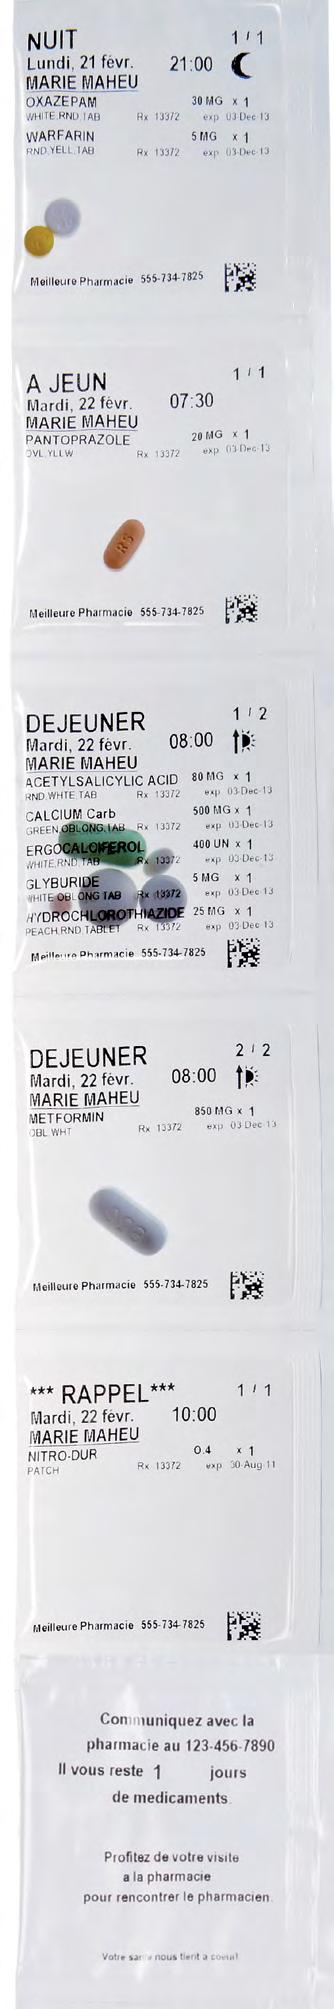 NUIT 1/1
Lundi, 21 févr. 21:00
MARIE MAHEU
OXAZEPAM 30 MG x 1
WHITE,RND,TAB Rx 13372 exp 03-Dec-13
WARFARIN 5 MG x 1
RND,YELL,TAB Rx 13372 exp 03-Dec-13
Meilleure Pharmacie 555-734-7825
A JEUN 1/1
Mardi, 22 févr. 07:30
MARIE MAHEU
PANTOPRAZOLE 20 MG x 1
OVL,YLLW Rx 13372 exp 03-Dec-13
Meilleure Pharmacie 555-734-7825
DEJEUNER 1/2
Mardi, 22 févr. 08:00
MARIE MAHEU
ACETYLSALICYLIC ACID 80 MG x 1
RND,WHTE,TAB Rx 13372 exp 03-Dec-13
CALCIUM Carb 500 MG x 1
GREEN,OBLONG,TAB Rx 13372 exp 03-Dec-13
ERGOCALCIFEROL 400 UN x 1
WHITE,RND,TAB Rx 13372 exp 03-Dec-13
GLYBURIDE 5 MG x 1
WHITE OBLONG TAB Rx 13372 exp 03-Dec-13
HYDROCHLOROTHIAZIDE 25 MG x 1
PEACH,RND,TABLET Rx 13372 exp 03-Dec-13
Meilleure Pharmacie 555-734-7825
DEJEUNER 2/2
Mardi, 22 févr. 08:00
MARIE MAHEU
METFORMIN 850 MG x 1
OBL,WHT Rx 13372 exp 03-Dec-13
Meilleure Pharmacie 555-734-7825
*** RAPPEL*** 1/1
Mardi, 22 févr. 10:00
MARIE MAHEU
NITRO-DUR 0.4 x 1
PATCH Rx 13372 exp 30-Aug-11
Meilleure Pharmacie 555-734-7825
Communiquez avec la
pharmacie au 123-456-7890
Il vous reste 1 jours
de medicaments.
Profitez de votre visite
a la pharmacie
pour rencontrer le pharmacien.
Votre sante nous tient a coeur!